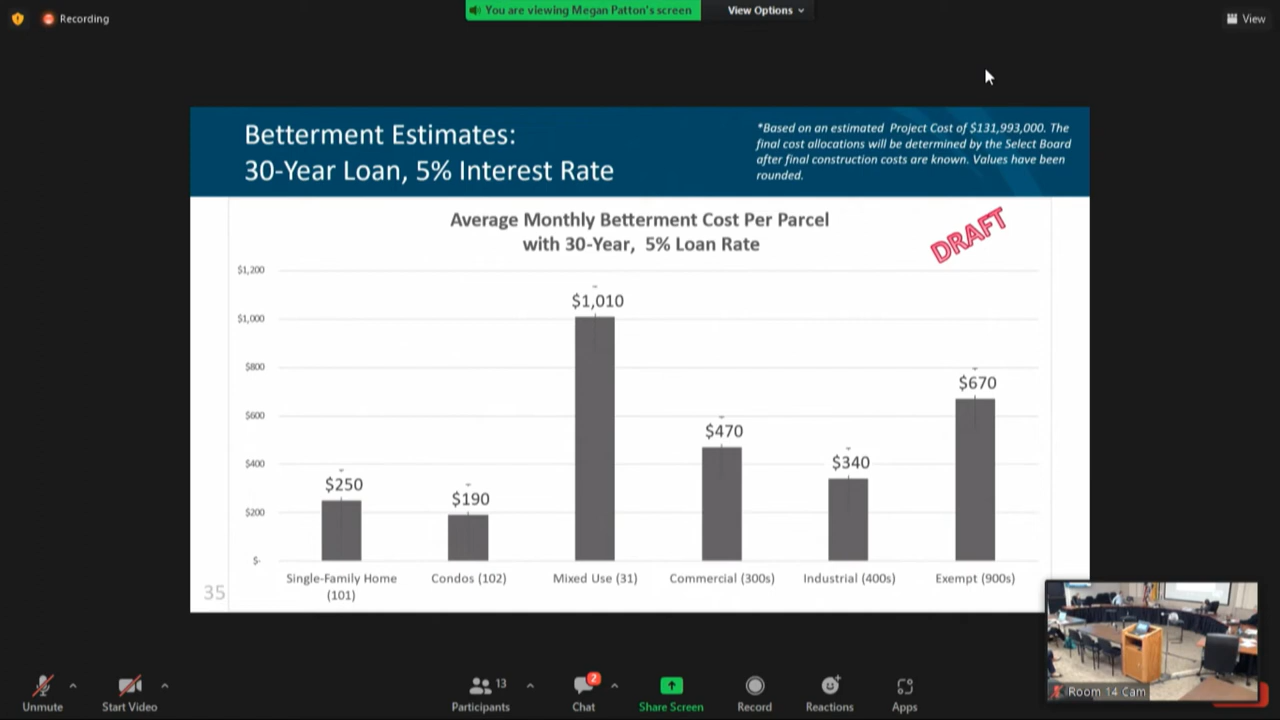 Recording
You are viewing Megan Patton's screen
View Options
View
Betterment Estimates:
30-Year Loan, 5% Interest Rate
*Based on an estimated Project Cost of $131,993,000. The
final cost allocations will be determined by the Select Board
after final construction costs are known. Values have been
rounded.
Average Monthly Betterment Cost Per Parcel
with 30-Year, 5% Loan Rate
DRAFT
$1,200
$1,000
$800
$600
$400
$200
$-
$250
$190
$1,010
$470
$340
$670
Single-Family Home
(101)
Condos (102)
Mixed Use (31)
Commercial (300s)
Industrial (400s)
Exempt (900s)
35
Room 14 Cam
Unmute
Start Video
13
Participants
2
Chat
Share Screen
Record
Reactions
Apps